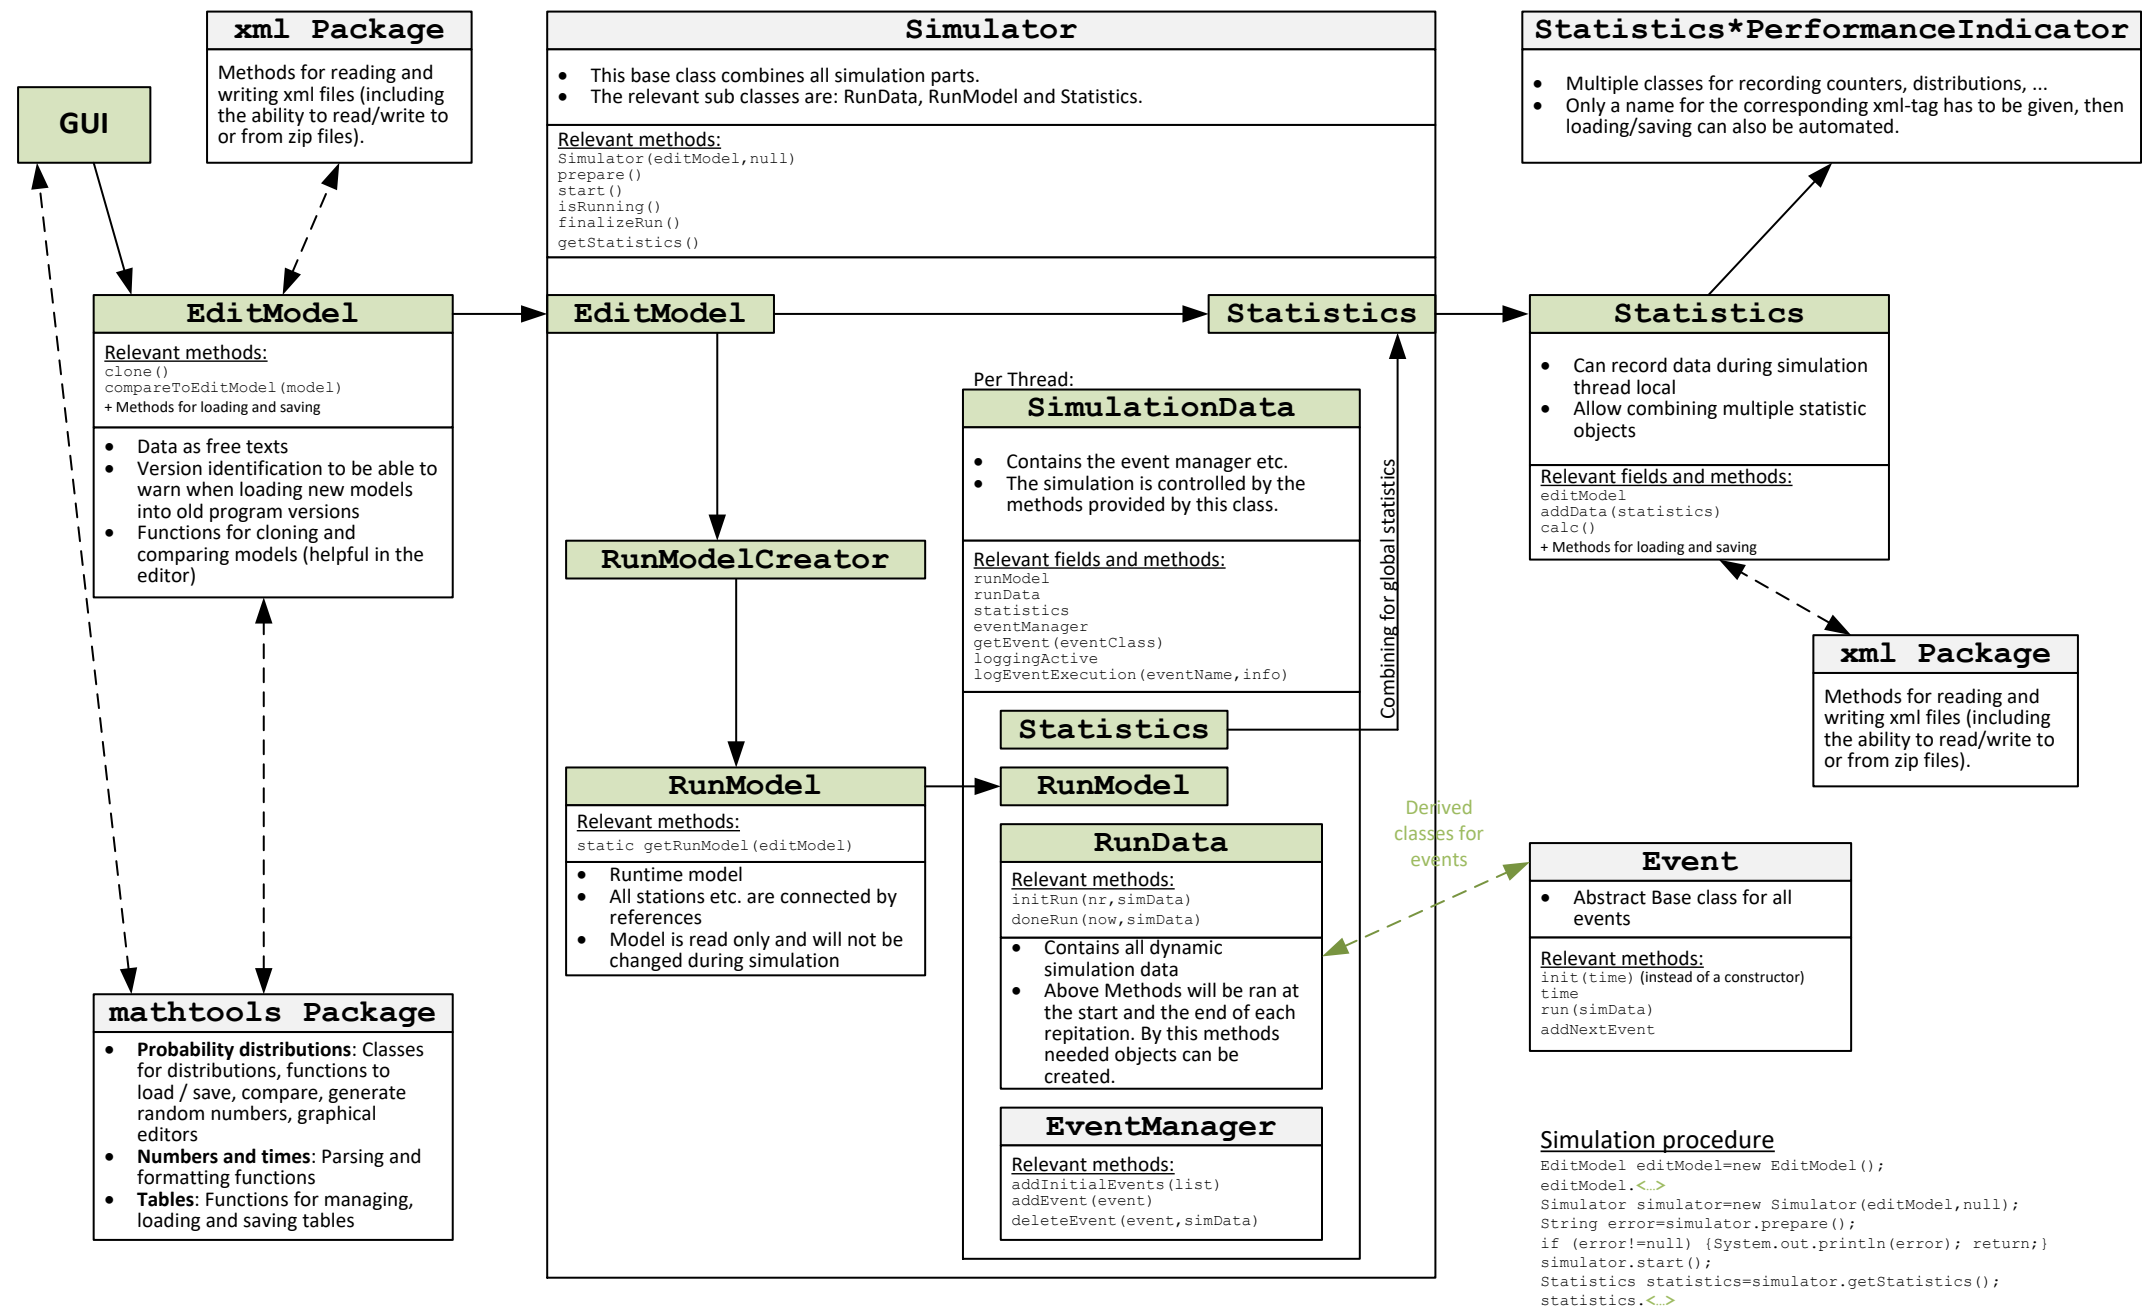 xml Package
Methods for reading and
writing xml files (including
the ability to read/write to
or from zip files).
GUI
Simulator
• This base class combines all simulation parts.
• The relevant sub classes are: RunData, RunModel and Statistics.
Relevant methods:
Simulator(editModel,null)
prepare()
start()
isRunning()
finalizeRun()
getStatistics()
Statistics*PerformanceIndicator
• Multiple classes for recording counters, distributions, ...
• Only a name for the corresponding xml-tag has to be given, then
loading/saving can also be automated.
EditModel
Relevant methods:
clone()
compareToEditModel(model)
+ Methods for loading and saving
• Data as free texts
• Version identification to be able to
warn when loading new models
into old program versions
• Functions for cloning and
comparing models (helpful in the
editor)
mathtools Package
• Probability distributions: Classes
for distributions, functions to
load / save, compare, generate
random numbers, graphical
editors
• Numbers and times: Parsing and
formatting functions
• Tables: Functions for managing,
loading and saving tables
EditModel
Statistics
RunModelCreator
RunModel
Relevant methods:
static getRunModel(editModel)
• Runtime model
• All stations etc. are connected by
references
• Model is read only and will not be
changed during simulation
Per Thread:
SimulationData
• Contains the event manager etc.
• The simulation is controlled by the
methods provided by this class.
Relevant fields and methods:
runModel
runData
statistics
eventManager
getEvent(eventClass)
loggingActive
logEventExecution(eventName,info)
Statistics
RunModel
RunData
Relevant methods:
initRun(nr,simData)
doneRun(now,simData)
• Contains all dynamic
simulation data
• Above Methods will be ran at
the start and the end of each
repitation. By this methods
needed objects can be
created.
EventManager
Relevant methods:
addInitialEvents(list)
addEvent(event)
deleteEvent(event,simData)
Combining for global statistics
Statistics
• Can record data during simulation
thread local
• Allow combining multiple statistic
objects
Relevant fields and methods:
editModel
addData(statistics)
calc()
+ Methods for loading and saving
xml Package
Methods for reading and
writing xml files (including
the ability to read/write to
or from zip files).
Derived
classes for
events
Event
• Abstract Base class for all
events
Relevant methods:
init(time) (instead of a constructor)
time
run(simData)
addNextEvent
Simulation procedure
EditModel editModel=new EditModel();
editModel.<…>
Simulator simulator=new Simulator(editModel,null);
String error=simulator.prepare();
if (error!=null) {System.out.println(error); return;}
simulator.start();
Statistics statistics=simulator.getStatistics();
statistics.<…>